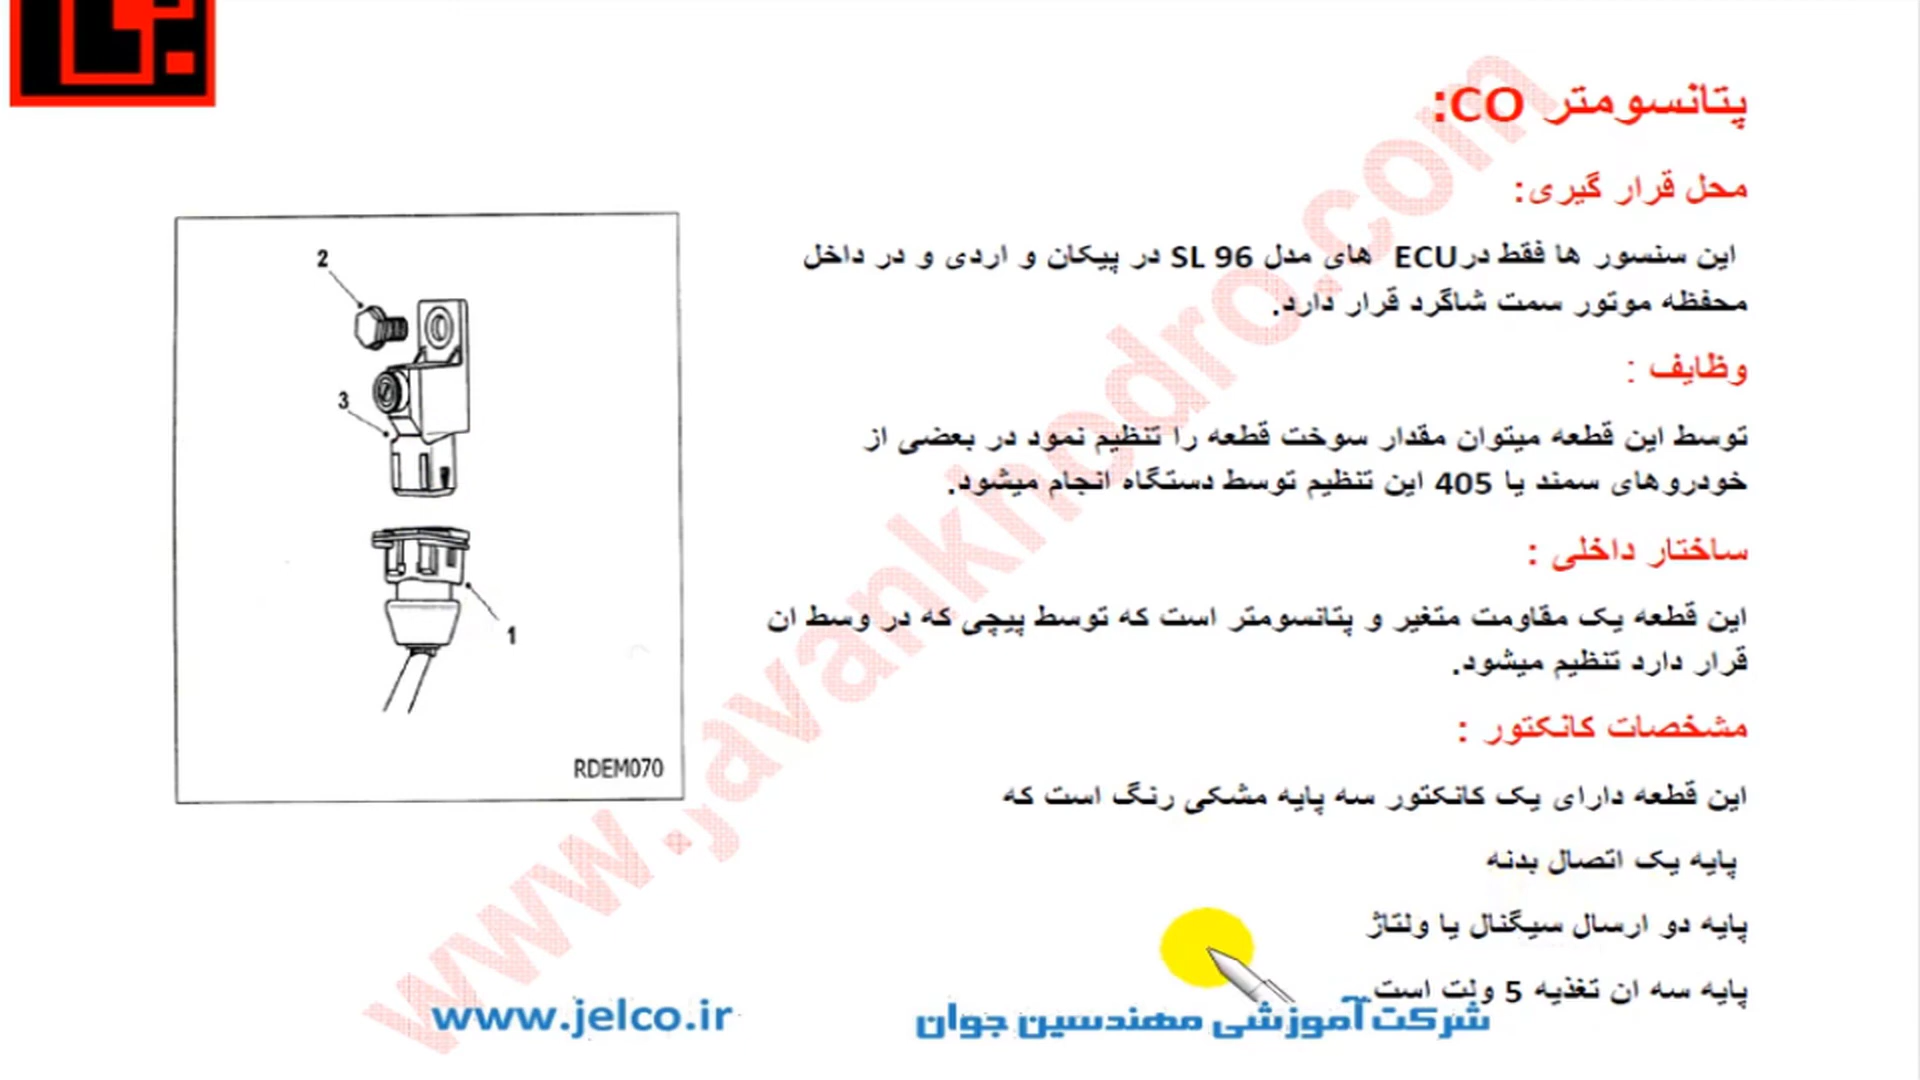 پتانسومتر CO:
محل قرار گیری:
این سنسور ها فقط در ECU های مدل SL 96 در پیکان و اردی و در داخل
محفظه موتور سمت شاگرد قرار دارد.
وظایف :
توسط این قطعه میتوان مقدار سوخت قطعه را تنظیم نمود در بعضی از
خودروهای سمند یا 405 این تنظیم توسط دستگاه انجام میشود.
ساختار داخلی :
این قطعه یک مقاومت متغیر و پتانسومتر است که توسط پیچی که در وسط ان
قرار دارد تنظیم میشود.
مشخصات کانکتور :
این قطعه دارای یک کانکتور سه پایه مشکی رنگ است که
پایه یک اتصال بدنه
پایه دو ارسال سیگنال یا ولتاژ
پایه سه ان تغذیه 5 ولت است
2
3
1
RDEM070
www.javankhodro.com
شرکت آموزشی مهندسین جوان
www.jelco.ir